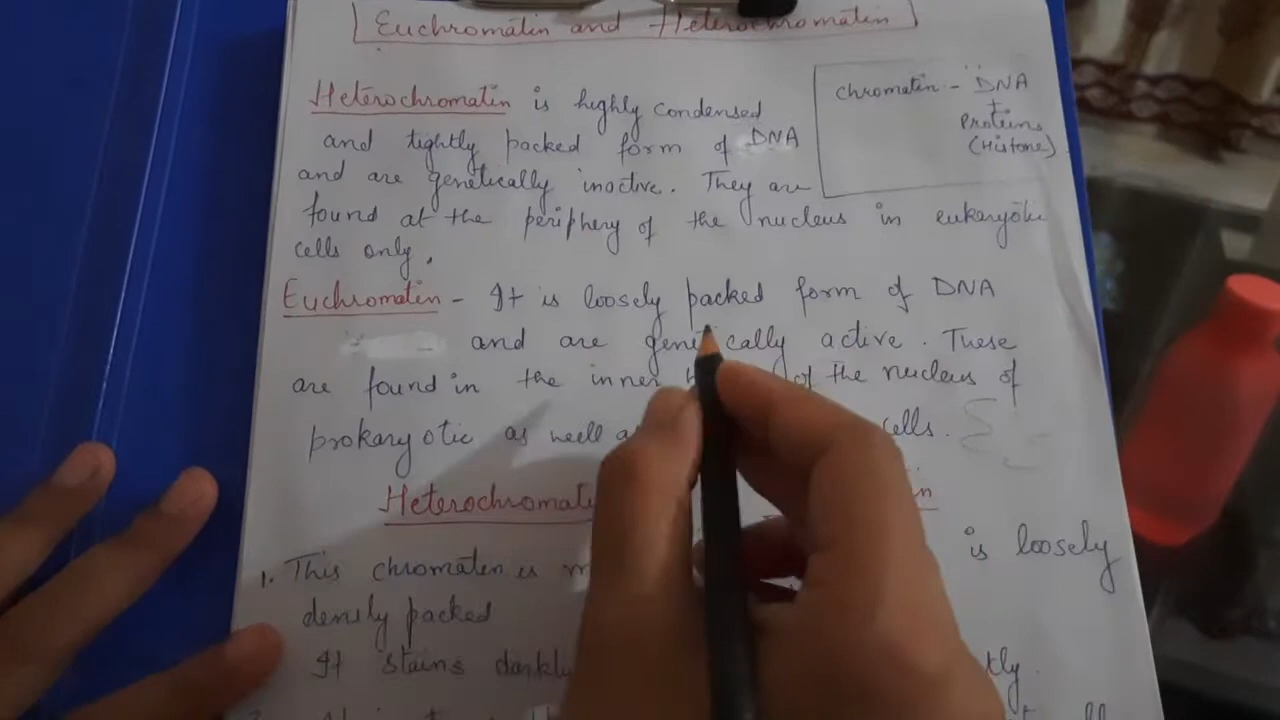 Euchromatin and Heterochromatin
chromatin - DNA
+
Proteins
(Histone)
Heterochromatin is highly condensed
and tightly packed form of DNA
and are genetically inactive. They are
found at the periphery of the nucleus in eukaryotic
cells only.
Euchromatin - It is loosely packed form of DNA
and are genetically active. These
are found in the inner of the nucleus of
prokaryotic as well as cells.
1. This chromatin is is loosely
densly packed
It stains darkly